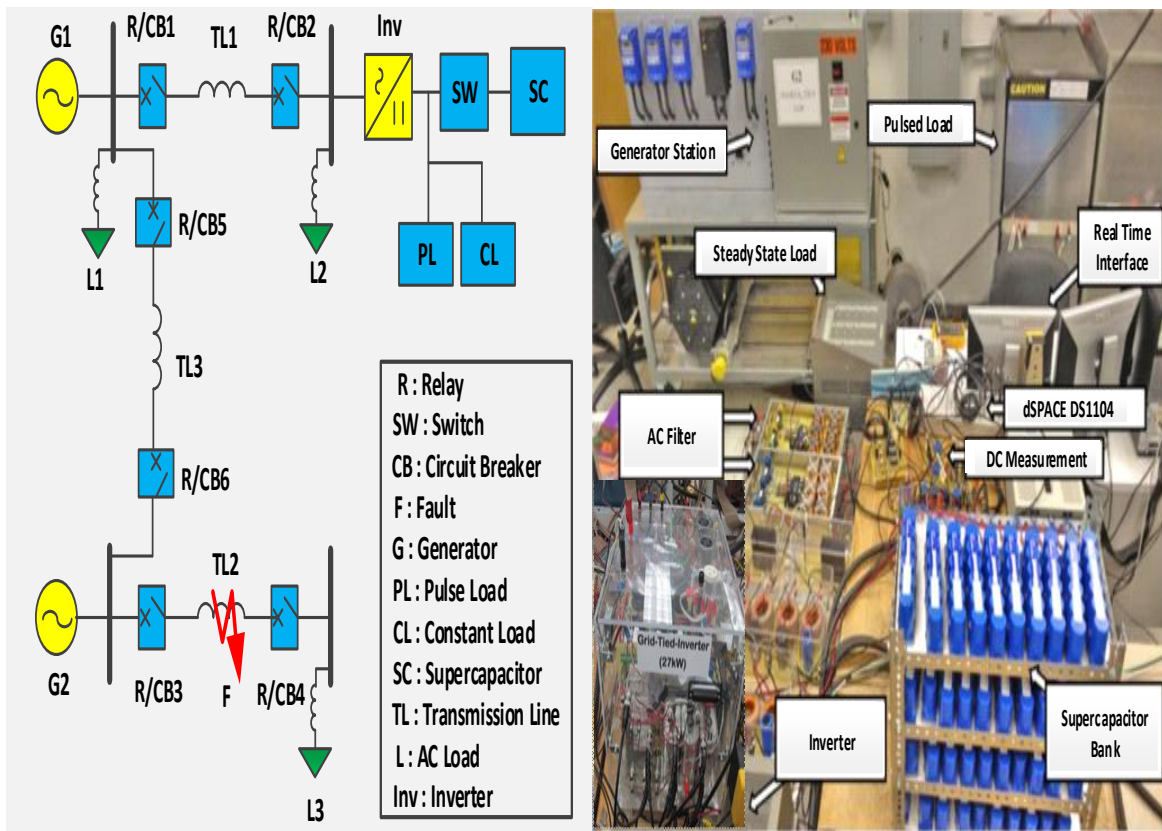 G1
R/CB1
TL1
R/CB2
Inv
SW
SC
R/CB5
L1
L2
PL
CL
TL3
R/CB6
TL2
G2
R/CB3
F
R/CB4
L3
R : Relay
SW : Switch
CB : Circuit Breaker
F : Fault
G : Generator
PL : Pulse Load
CL : Constant Load
SC : Supercapacitor
TL : Transmission Line
L : AC Load
Inv : Inverter
230 VOLTS
G2
CAUTION
Generator Station
Pulsed Load
Steady State Load
Real Time
Interface
AC Filter
dSPACE DS1104
DC Measurement
Grid-Tied-Inverter
(27kW)
Inverter
Supercapacitor
Bank